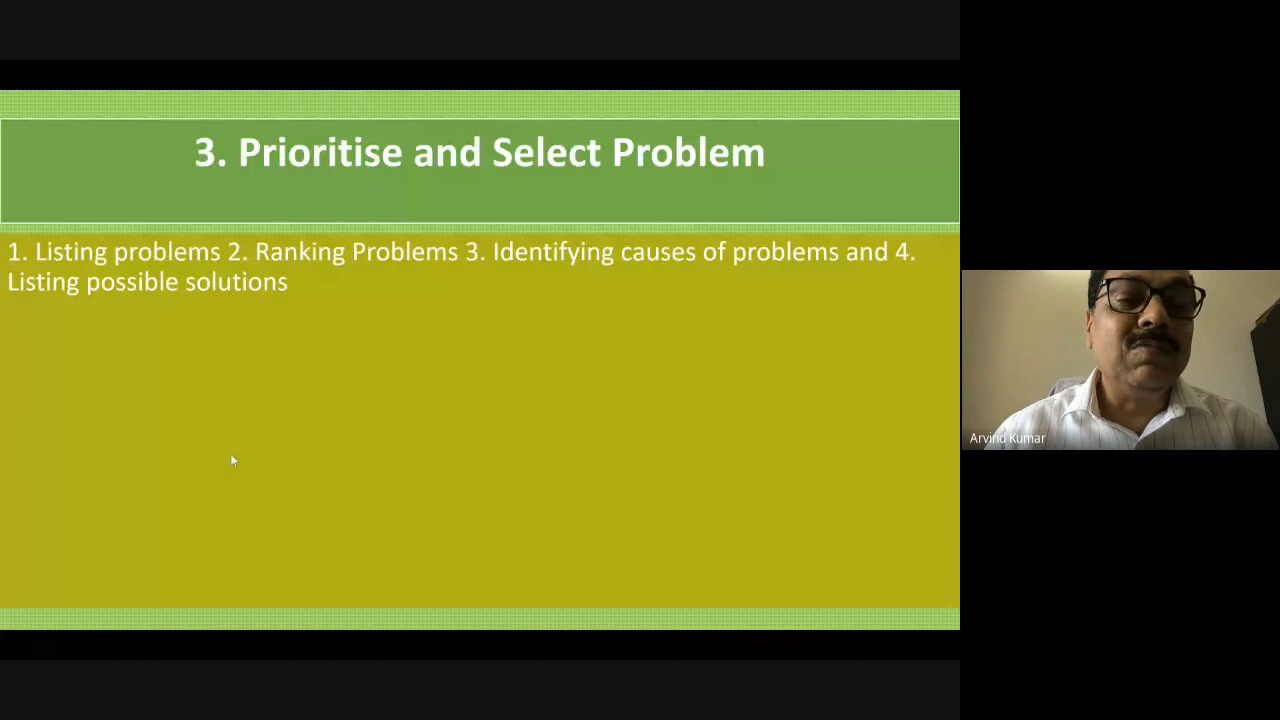 3. Prioritise and Select Problem
1. Listing problems 2. Ranking Problems 3. Identifying causes of problems and 4.
Listing possible solutions
Arvind Kumar